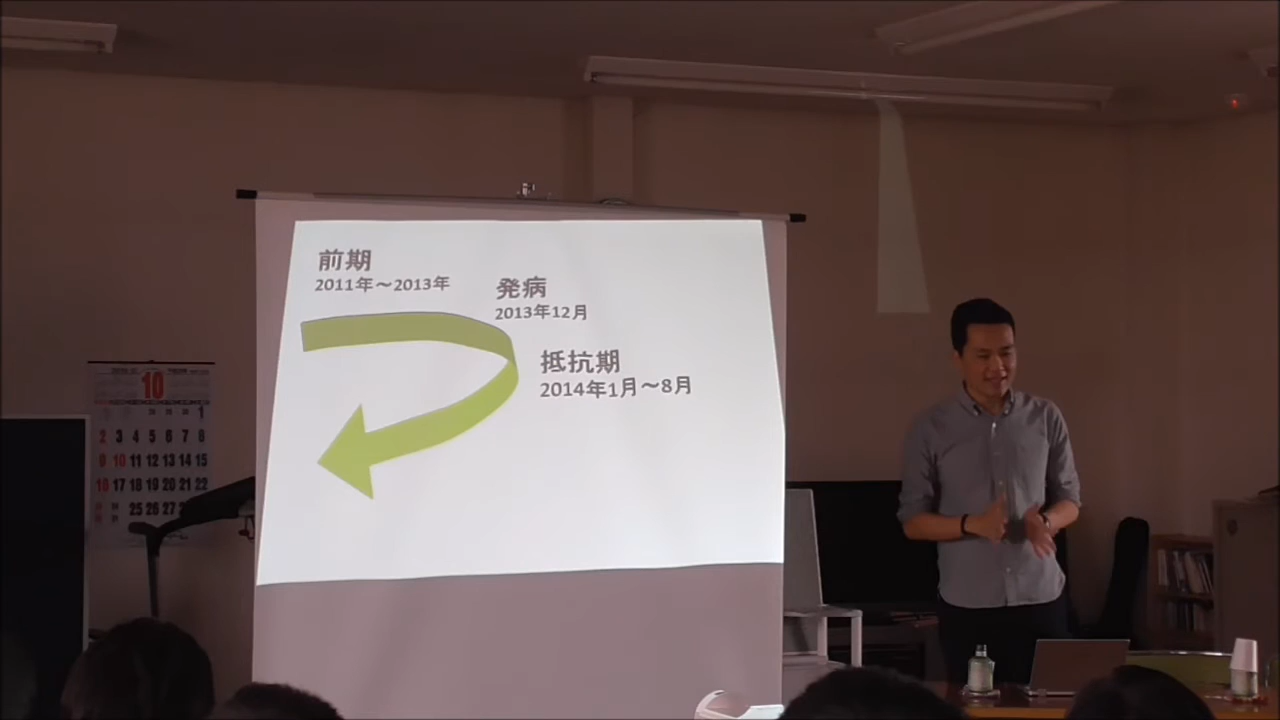 前期
2011年～2013年
発病
2013年12月
抵抗期
2014年1月～8月
10
1
2 3 4 5 6 7 8
9 10 11 12 13 14 15
16 17 18 19 20 21 22
25 26 27